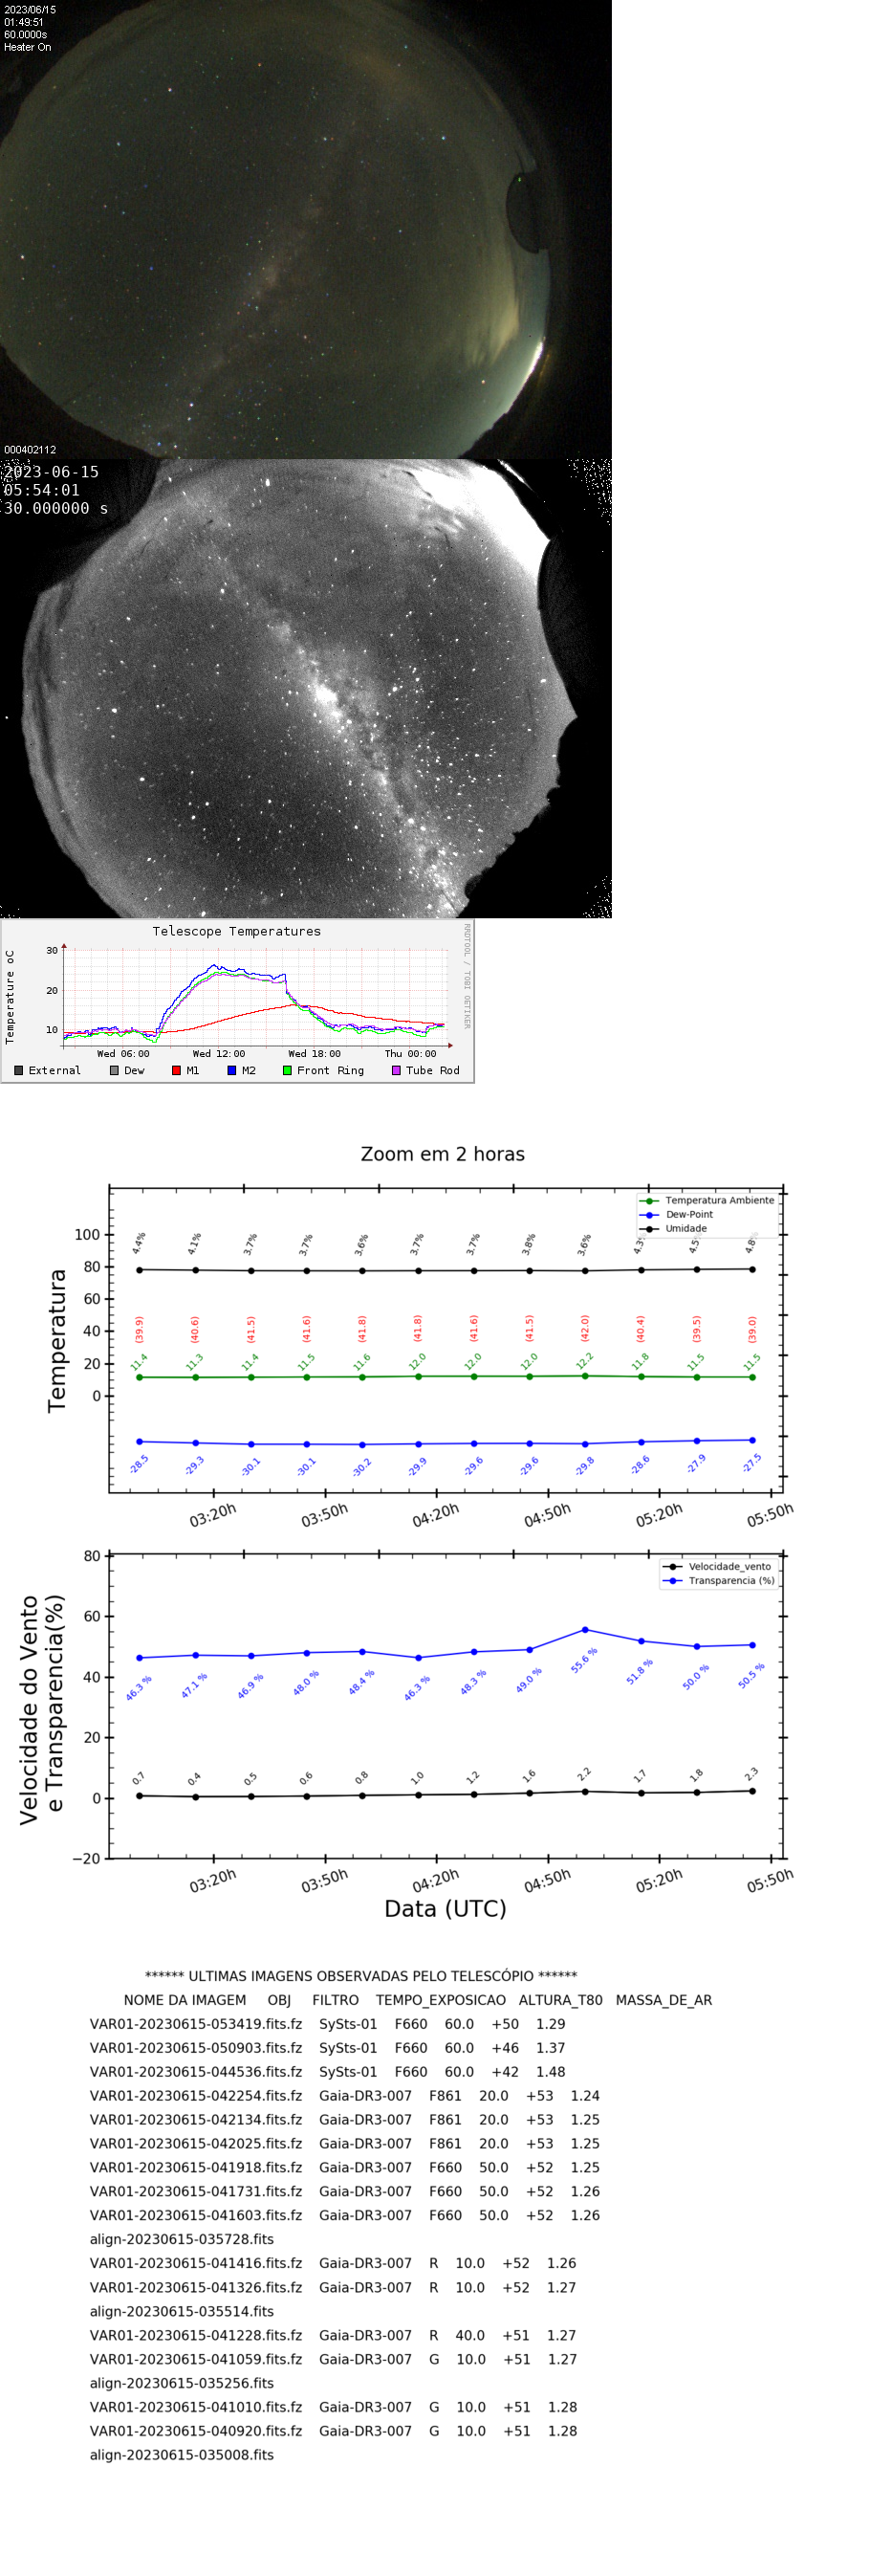 2023/06/15
01:49:51
60.0000s
Heater On
000402112
2023-06-15
05:54:01
30.000000 s
Telescope Temperatures
RRDTOOL / TOBI OETIKER
Temperature oC
30
20
10
Wed 06:00 Wed 12:00 Wed 18:00 Thu 00:00
External Dew M1 M2 Front Ring Tube Rod
Zoom em 2 horas
Temperatura Ambiente
Dew-Point
Umidade
Temperatura
100
80
60
40
20
0
4.4% 4.1% 3.7% 3.7% 3.6% 3.7% 3.7% 3.8% 3.6% 4.3% 4.5% 4.8%
(39.9) (40.6) (41.5) (41.6) (41.8) (41.8) (41.6) (41.5) (42.0) (40.4) (39.5) (39.0)
11.4 11.3 11.4 11.5 11.6 12.0 12.0 12.0 12.2 11.8 11.5 11.5
-28.5 -29.3 -30.1 -30.1 -30.2 -29.9 -29.6 -29.6 -29.8 -28.6 -27.9 -27.5
03:20h 03:50h 04:20h 04:50h 05:20h 05:50h
Velocidade_vento
Transparencia (%)
Velocidade do Vento
e Transparencia(%)
80
60
40
20
0
−20
46.3 % 47.1 % 46.9 % 48.0 % 48.4 % 46.3 % 48.3 % 49.0 % 55.6 % 51.8 % 50.0 % 50.5 %
0.7 0.4 0.5 0.6 0.8 1.0 1.2 1.6 2.2 1.7 1.8 2.3
03:20h 03:50h 04:20h 04:50h 05:20h 05:50h
Data (UTC)
****** ULTIMAS IMAGENS OBSERVADAS PELO TELESCÓPIO ******
NOME DA IMAGEM OBJ FILTRO TEMPO_EXPOSICAO ALTURA_T80 MASSA_DE_AR
VAR01-20230615-053419.fits.fz SySts-01 F660 60.0 +50 1.29
VAR01-20230615-050903.fits.fz SySts-01 F660 60.0 +46 1.37
VAR01-20230615-044536.fits.fz SySts-01 F660 60.0 +42 1.48
VAR01-20230615-042254.fits.fz Gaia-DR3-007 F861 20.0 +53 1.24
VAR01-20230615-042134.fits.fz Gaia-DR3-007 F861 20.0 +53 1.25
VAR01-20230615-042025.fits.fz Gaia-DR3-007 F861 20.0 +53 1.25
VAR01-20230615-041918.fits.fz Gaia-DR3-007 F660 50.0 +52 1.25
VAR01-20230615-041731.fits.fz Gaia-DR3-007 F660 50.0 +52 1.26
VAR01-20230615-041603.fits.fz Gaia-DR3-007 F660 50.0 +52 1.26
align-20230615-035728.fits
VAR01-20230615-041416.fits.fz Gaia-DR3-007 R 10.0 +52 1.26
VAR01-20230615-041326.fits.fz Gaia-DR3-007 R 10.0 +52 1.27
align-20230615-035514.fits
VAR01-20230615-041228.fits.fz Gaia-DR3-007 R 40.0 +51 1.27
VAR01-20230615-041059.fits.fz Gaia-DR3-007 G 10.0 +51 1.27
align-20230615-035256.fits
VAR01-20230615-041010.fits.fz Gaia-DR3-007 G 10.0 +51 1.28
VAR01-20230615-040920.fits.fz Gaia-DR3-007 G 10.0 +51 1.28
align-20230615-035008.fits